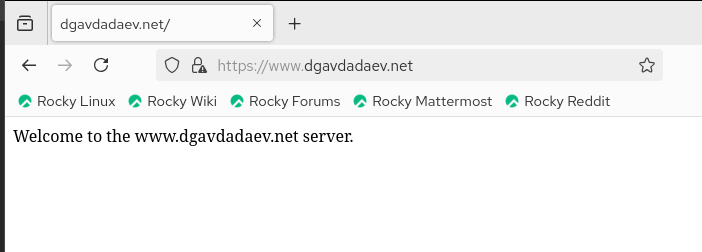 dgavdadaev.net/
https://www.dgavdadaev.net
Rocky Linux Rocky Wiki Rocky Forums Rocky Mattermost Rocky Reddit
Welcome to the www.dgavdadaev.net server.